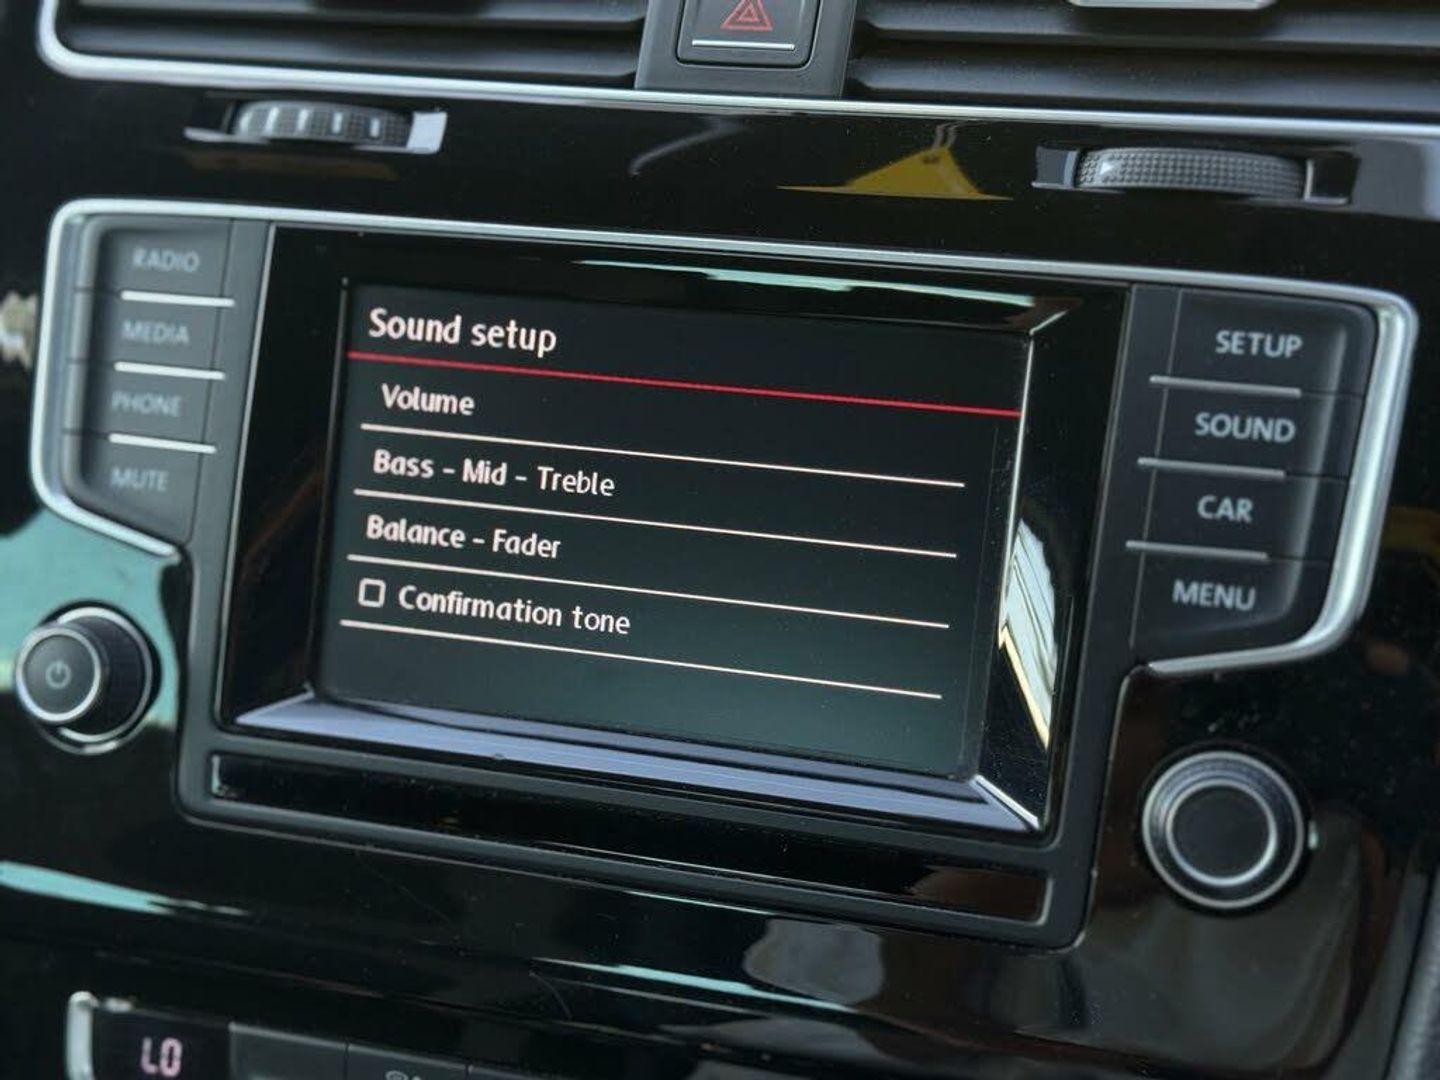 RADIO
MEDIA
PHONE
MUTE
Sound setup
Volume
Bass - Mid - Treble
Balance - Fader
Confirmation tone
SETUP
SOUND
CAR
MENU
LO